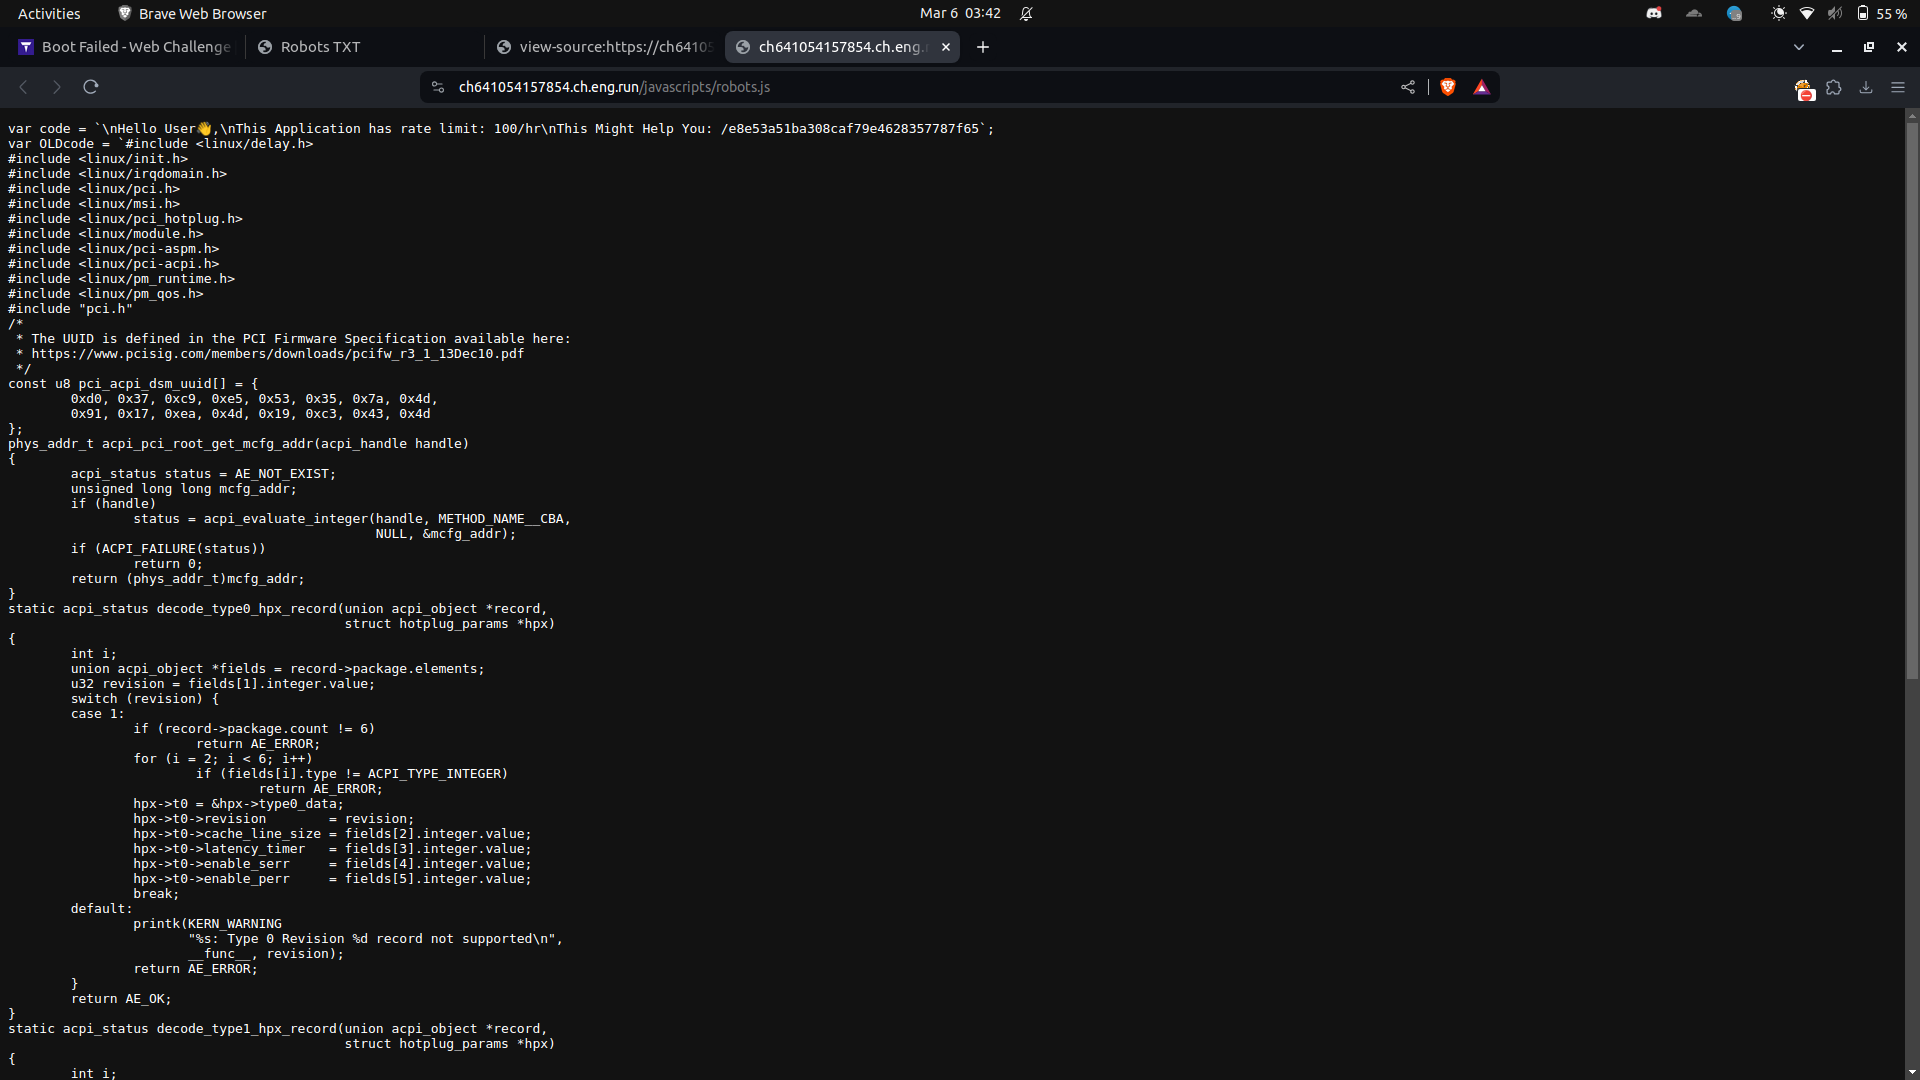 Activities
Brave Web Browser
Mar 6 03:42
55 %
Boot Failed - Web Challenge
Robots TXT
view-source:https://ch64105
ch641054157854.ch.eng.r
ch641054157854.ch.eng.run/javascripts/robots.js
var code = `\nHello User👋,\nThis Application has rate limit: 100/hr\nThis Might Help You: /e8e53a51ba308caf79e4628357787f65`;
var OLDcode = `#include <linux/delay.h>
#include <linux/init.h>
#include <linux/irqdomain.h>
#include <linux/pci.h>
#include <linux/msi.h>
#include <linux/pci_hotplug.h>
#include <linux/module.h>
#include <linux/pci-aspm.h>
#include <linux/pci-acpi.h>
#include <linux/pm_runtime.h>
#include <linux/pm_qos.h>
#include "pci.h"
/*
 * The UUID is defined in the PCI Firmware Specification available here:
 * https://www.pcisig.com/members/downloads/pcifw_r3_1_13Dec10.pdf
 */
const u8 pci_acpi_dsm_uuid[] = {
        0xd0, 0x37, 0xc9, 0xe5, 0x53, 0x35, 0x7a, 0x4d,
        0x91, 0x17, 0xea, 0x4d, 0x19, 0xc3, 0x43, 0x4d
};
phys_addr_t acpi_pci_root_get_mcfg_addr(acpi_handle handle)
{
        acpi_status status = AE_NOT_EXIST;
        unsigned long long mcfg_addr;
        if (handle)
                status = acpi_evaluate_integer(handle, METHOD_NAME__CBA,
                                               NULL, &mcfg_addr);
        if (ACPI_FAILURE(status))
                return 0;
        return (phys_addr_t)mcfg_addr;
}
static acpi_status decode_type0_hpx_record(union acpi_object *record,
                                           struct hotplug_params *hpx)
{
        int i;
        union acpi_object *fields = record->package.elements;
        u32 revision = fields[1].integer.value;
        switch (revision) {
        case 1:
                if (record->package.count != 6)
                        return AE_ERROR;
                for (i = 2; i < 6; i++)
                        if (fields[i].type != ACPI_TYPE_INTEGER)
                                return AE_ERROR;
                hpx->t0 = &hpx->type0_data;
                hpx->t0->revision        = revision;
                hpx->t0->cache_line_size = fields[2].integer.value;
                hpx->t0->latency_timer   = fields[3].integer.value;
                hpx->t0->enable_serr     = fields[4].integer.value;
                hpx->t0->enable_perr     = fields[5].integer.value;
                break;
        default:
                printk(KERN_WARNING
                       "%s: Type 0 Revision %d record not supported\n",
                       __func__, revision);
                return AE_ERROR;
        }
        return AE_OK;
}
static acpi_status decode_type1_hpx_record(union acpi_object *record,
                                           struct hotplug_params *hpx)
{
        int i;